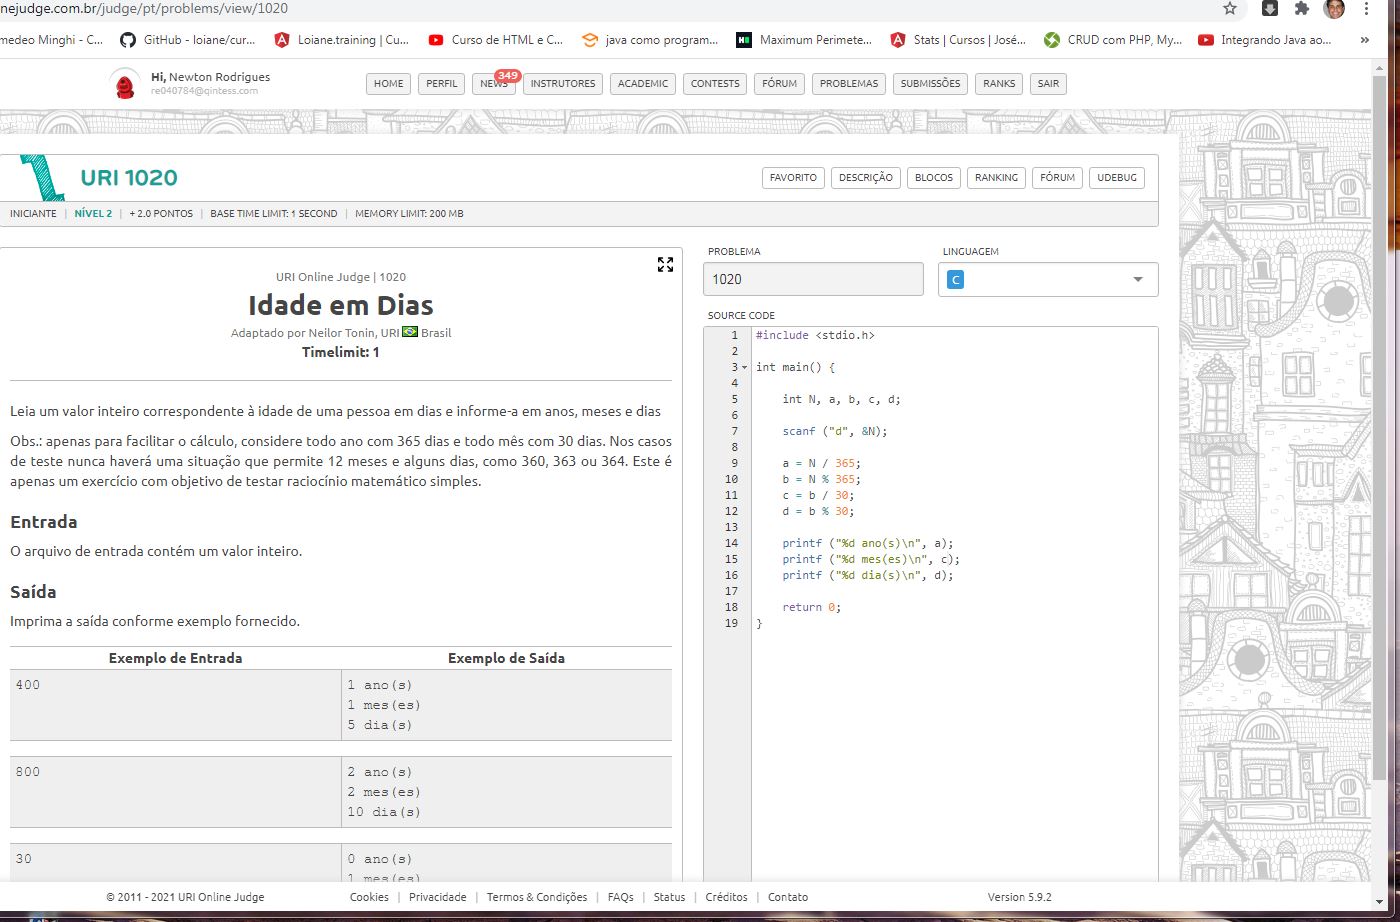 nejudge.com.br/judge/pt/problems/view/1020
medeo Minghi - C... GitHub - loiane/cur... Loiane.training | Cu... Curso de HTML e C... java como program... Maximum Perimete... Stats | Cursos | José... CRUD com PHP, My... Integrando Java ao... »
Hi, Newton Rodrigues
re040784@qintess.com
HOME PERFIL NEWS 349 INSTRUTORES ACADEMIC CONTESTS FÓRUM PROBLEMAS SUBMISSÕES RANKS SAIR
URI 1020
FAVORITO DESCRIÇÃO BLOCOS RANKING FÓRUM UDEBUG
INICIANTE | NÍVEL 2 | + 2.0 PONTOS | BASE TIME LIMIT: 1 SECOND | MEMORY LIMIT: 200 MB
URI Online Judge | 1020
Idade em Dias
Adaptado por Neilor Tonin, URI Brasil
Timelimit: 1
Leia um valor inteiro correspondente à idade de uma pessoa em dias e informe-a em anos, meses e dias
Obs.: apenas para facilitar o cálculo, considere todo ano com 365 dias e todo mês com 30 dias. Nos casos
de teste nunca haverá uma situação que permite 12 meses e alguns dias, como 360, 363 ou 364. Este é
apenas um exercício com objetivo de testar raciocínio matemático simples.
Entrada
O arquivo de entrada contém um valor inteiro.
Saída
Imprima a saída conforme exemplo fornecido.
Exemplo de Entrada Exemplo de Saída
400 1 ano(s)
1 mes(es)
5 dia(s)
800 2 ano(s)
2 mes(es)
10 dia(s)
30 0 ano(s)
1 mes(es)
PROBLEMA LINGUAGEM
1020 C
SOURCE CODE
1 #include <stdio.h>
2
3 int main() {
4
5 int N, a, b, c, d;
6
7 scanf ("d", &N);
8
9 a = N / 365;
10 b = N % 365;
11 c = b / 30;
12 d = b % 30;
13
14 printf ("%d ano(s)\n", a);
15 printf ("%d mes(es)\n", c);
16 printf ("%d dia(s)\n", d);
17
18 return 0;
19 }
© 2011 - 2021 URI Online Judge Cookies | Privacidade | Termos & Condições | FAQs | Status | Créditos | Contato Version 5.9.2